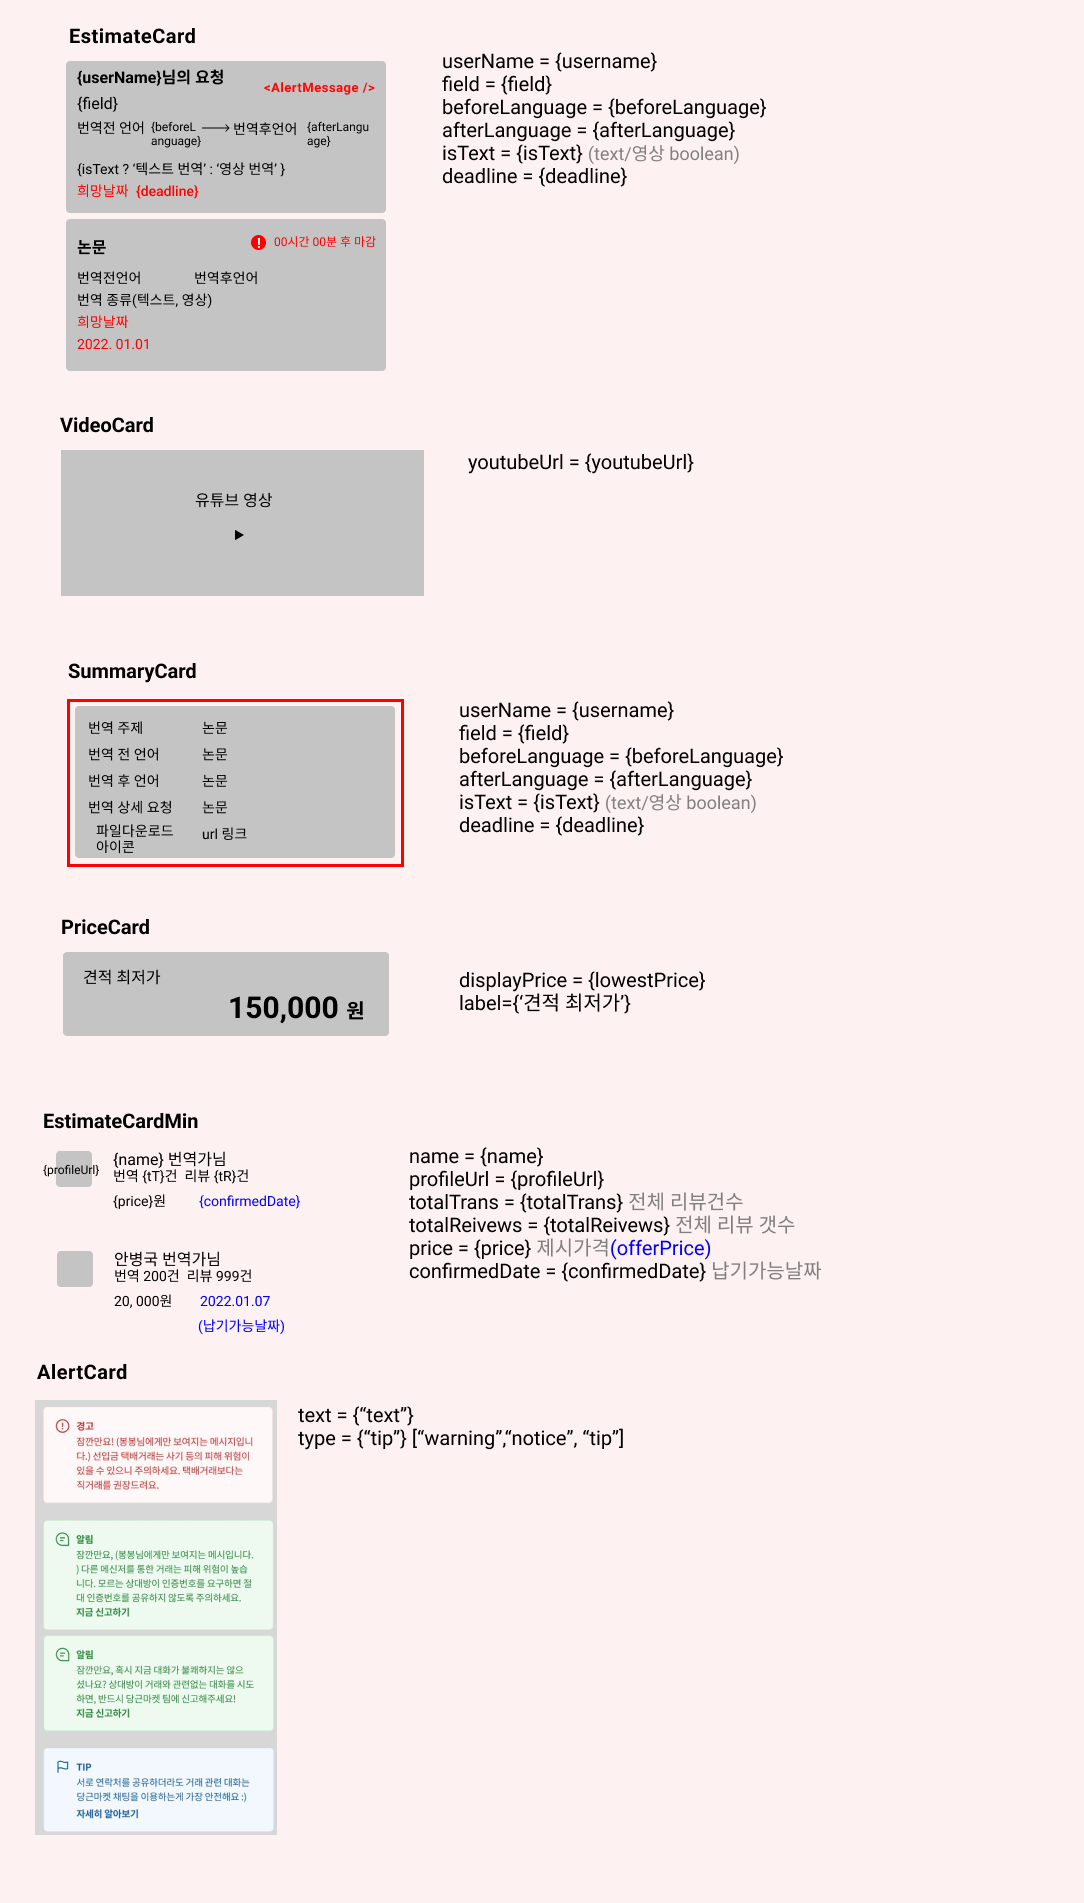 EstimateCard
{userName}님의 요청
<AlertMessage />
{field}
번역전 언어 {beforeL
anguage} 번역후언어 {afterLangu
age}
{isText ? ‘텍스트 번역’ : ‘영상 번역’ }
희망날짜 {deadline}
userName = {username}
field = {field}
beforeLanguage = {beforeLanguage}
afterLanguage = {afterLanguage}
isText = {isText} (text/영상 boolean)
deadline = {deadline}
논문
00시간 00분 후 마감
번역전언어 번역후언어
번역 종류(텍스트, 영상)
희망날짜
2022. 01.01
VideoCard
유튜브 영상
youtubeUrl = {youtubeUrl}
SummaryCard
번역 주제 논문
번역 전 언어 논문
번역 후 언어 논문
번역 상세 요청 논문
파일다운로드
아이콘
url 링크
userName = {username}
field = {field}
beforeLanguage = {beforeLanguage}
afterLanguage = {afterLanguage}
isText = {isText} (text/영상 boolean)
deadline = {deadline}
PriceCard
견적 최저가
150,000 원
displayPrice = {lowestPrice}
label={‘견적 최저가’}
EstimateCardMin
{profileUrl}
{name} 번역가님
번역 {tT}건 리뷰 {tR}건
{price}원 {confirmedDate}
안병국 번역가님
번역 200건 리뷰 999건
20, 000원 2022.01.07
(납기가능날짜)
name = {name}
profileUrl = {profileUrl}
totalTrans = {totalTrans} 전체 리뷰건수
totalReivews = {totalReivews} 전체 리뷰 갯수
price = {price} 제시가격(offerPrice)
confirmedDate = {confirmedDate} 납기가능날짜
AlertCard
경고
잠깐만요! (봉봉님에게만 보여지는 메시지입니
다.) 선입금 택배거래는 사기 등의 피해 위험이
있을 수 있으니 주의하세요. 택배거래보다는
직거래를 권장드려요.
알림
잠깐만요, (봉봉님에게만 보여지는 메시입니다.
) 다른 메신저를 통한 거래는 피해 위험이 높습
니다. 모르는 상대방이 인증번호를 요구하면 절
대 인증번호를 공유하지 않도록 주의하세요.
지금 신고하기
알림
잠깐만요, 혹시 지금 대화가 불쾌하지는 않으
셨나요? 상대방이 거래와 관련없는 대화를 시도
하면, 반드시 당근마켓 팀에 신고해주세요!
지금 신고하기
TIP
서로 연락처를 공유하더라도 거래 관련 대화는
당근마켓 채팅을 이용하는게 가장 안전해요 :)
자세히 알아보기
text = {“text”}
type = {“tip”} [“warning”,“notice”, “tip”]